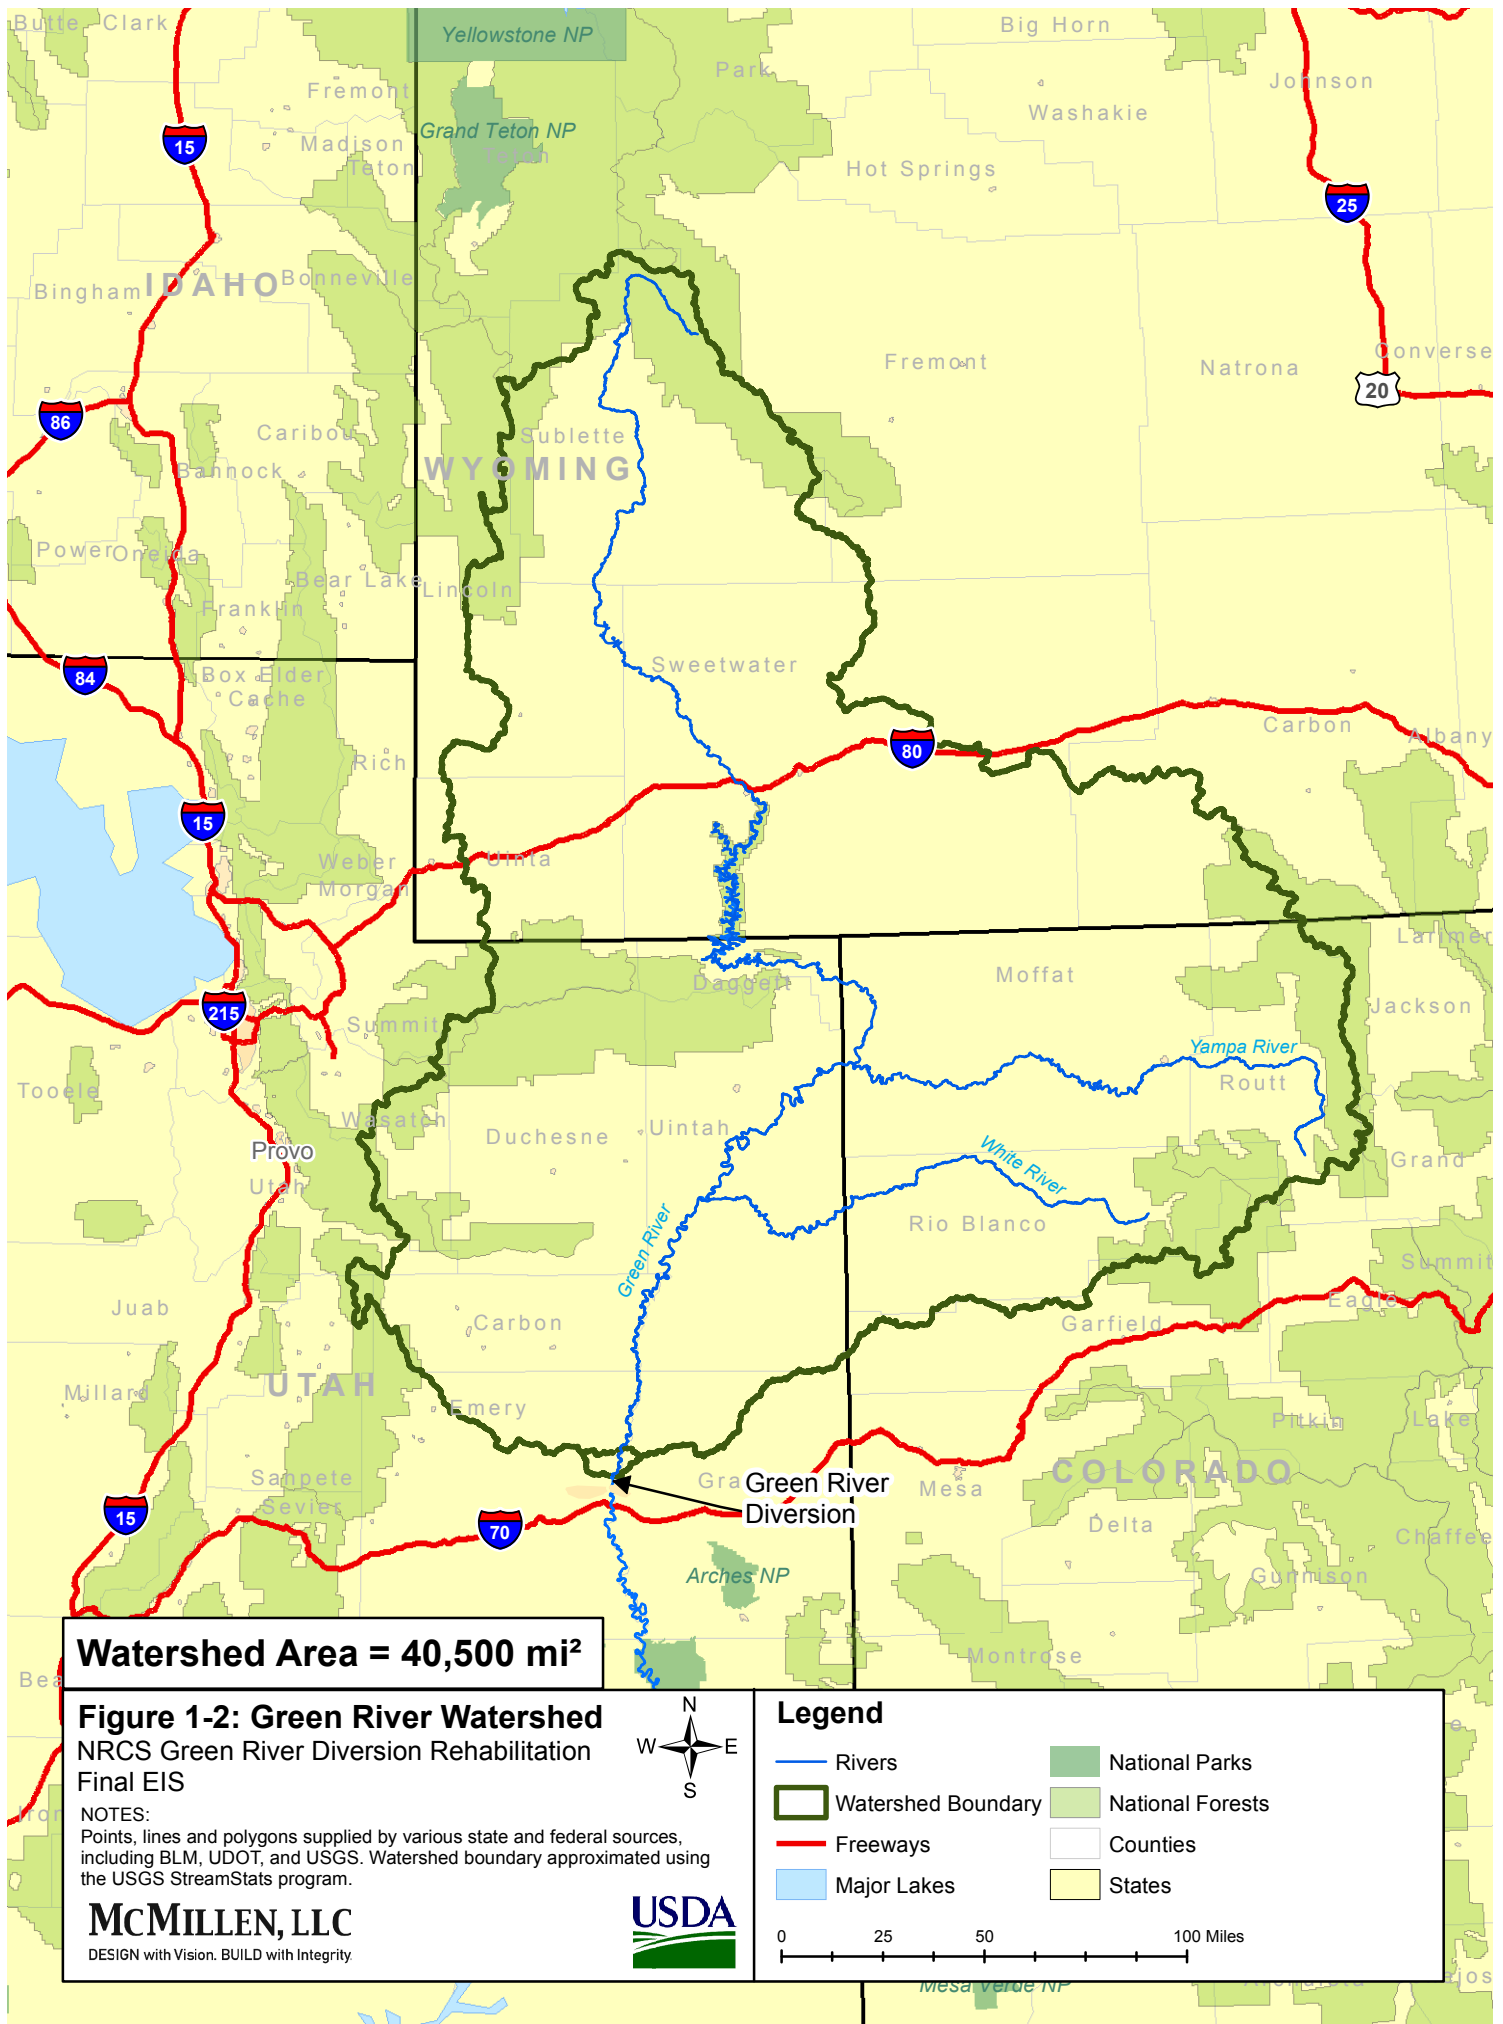 Butte
Clark
Yellowstone NP
Big Horn
Park
Johnson
Fremont
Washakie
15
Grand Teton NP
Madison
Teton
Teton
Hot Springs
25
IDAHO
Bonneville
Bingham
Fremont
Natrona
Converse
20
86
Caribou
Sublette
WYOMING
Bannock
Power
Oneida
Bear Lake
Lincoln
Franklin
Sweetwater
84
Box Elder
Cache
Carbon
Albany
80
Rich
15
Weber
Morgan
Uinta
Larimer
Moffat
Daggett
215
Summit
Jackson
Yampa River
Routt
Tooele
Wasatch
Duchesne
Uintah
Provo
White River
Grand
Utah
Green River
Rio Blanco
Summit
Juab
Carbon
Garfield
Eagle
UTAH
Millard
Emery
Pitkin
Lake
COLORADO
Sanpete
Sevier
Gra
Green River
Diversion
Mesa
15
70
Delta
Chaffee
Arches NP
Gunnison
Watershed Area = 40,500 mi²
Montrose
Bea
Figure 1-2: Green River Watershed
NRCS Green River Diversion Rehabilitation
Final EIS
N
W
E
S
NOTES:
Points, lines and polygons supplied by various state and federal sources,
including BLM, UDOT, and USGS. Watershed boundary approximated using
the USGS StreamStats program.
MCMILLEN, LLC
DESIGN with Vision. BUILD with Integrity.
USDA
Legend
Rivers
Watershed Boundary
Freeways
Major Lakes
National Parks
National Forests
Counties
States
0 25 50 100 Miles
Iron
Mesa Verde NP